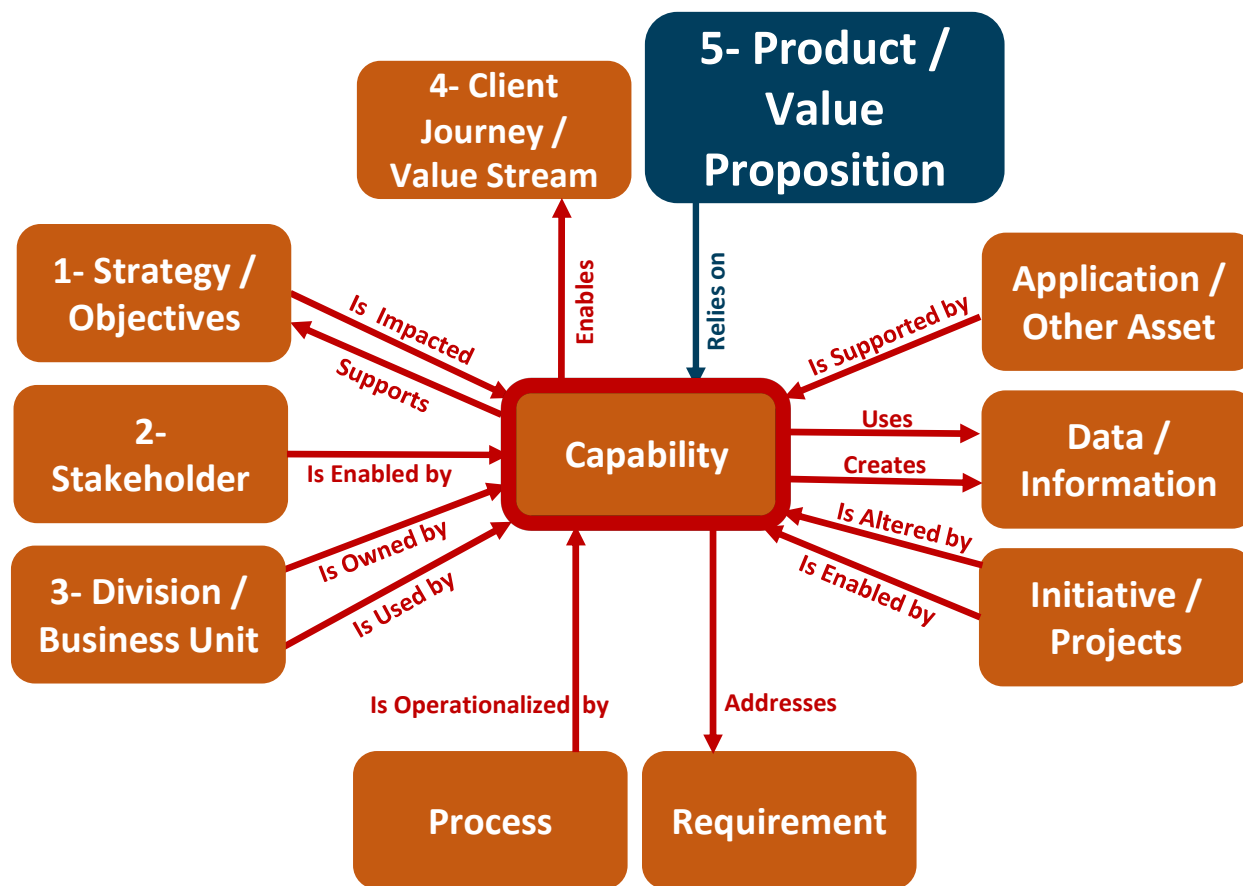 5- Product /
Value
Proposition
4- Client
Journey /
Value Stream
1- Strategy /
Objectives
Is  Impacted
Supports
Enables
Relies on
Is Supported by
Application /
Other Asset
2-
Stakeholder
Is Enabled by
Capability
Uses
Creates
Data /
Information
3- Division /
Business Unit
Is Owned by
Is Used by
Is Altered by
Is Enabled by
Initiative /
Projects
Is Operationalized by
Addresses
Process
Requirement